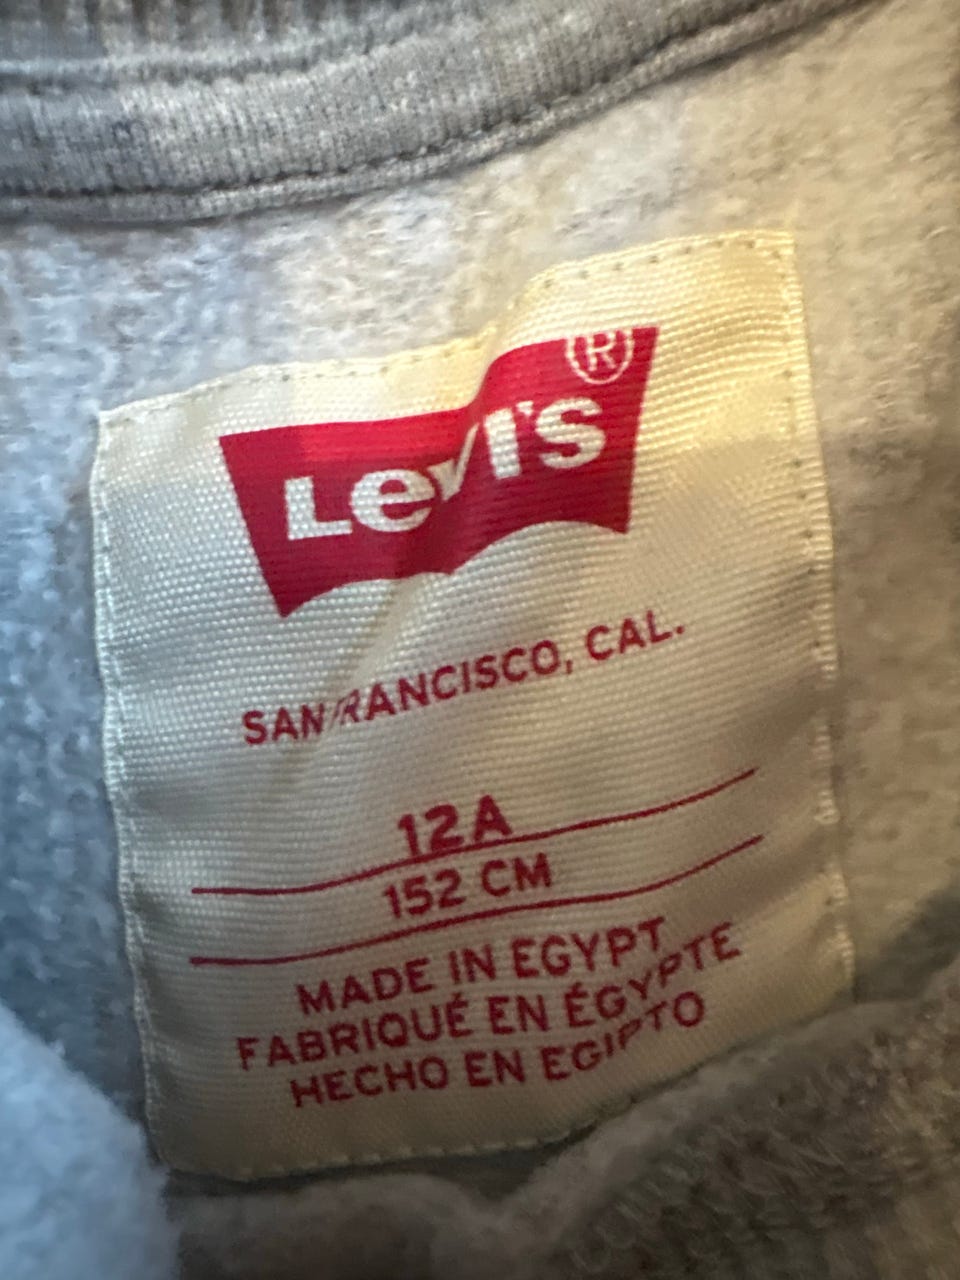 Levi's®
SAN FRANCISCO, CAL.
12A
152 CM
MADE IN EGYPT
FABRIQUÉ EN ÉGYPTE
HECHO EN EGIPTO